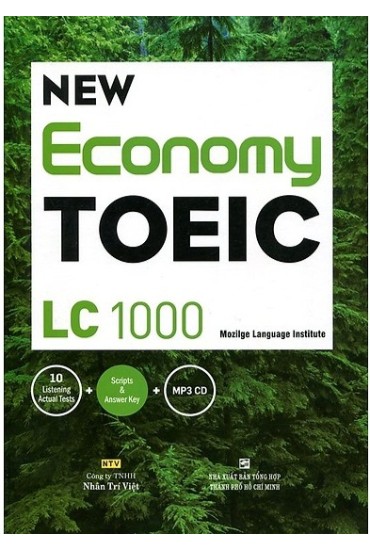 NEW
Economy
TOEIC
LC 1000
Mozilge Language Institute
10
Listening
Actual Tests
+
Scripts
&
Answer Key
+
MP3 CD
NTV
Công ty TNHH
Nhân Trí Việt
NHÀ XUẤT BẢN TỔNG HỢP
THÀNH PHỐ HỒ CHÍ MINH